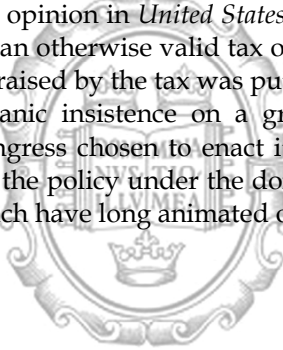 opinion in United States
an otherwise valid tax o
raised by the tax was pu
anic insistence on a gr
ngress chosen to enact i
the policy under the do
ch have long animated o